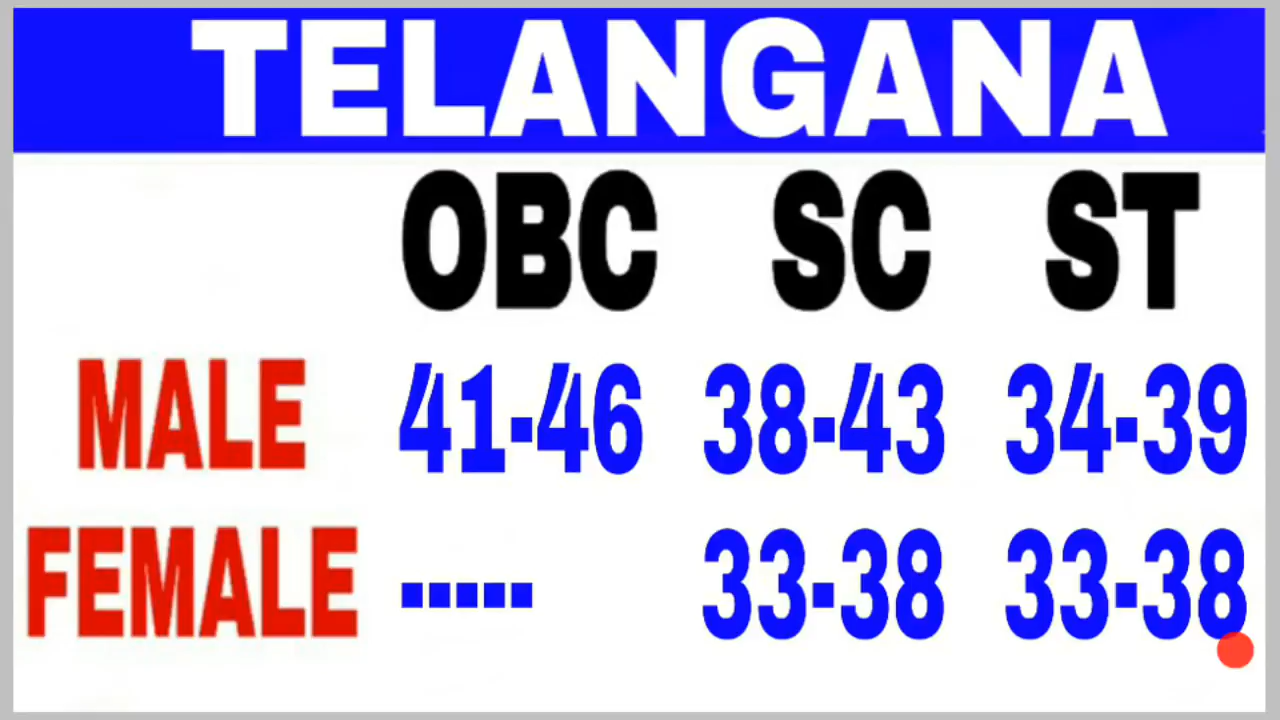 TELANGANA
OBC SC ST
MALE 41-46 38-43 34-39
FEMALE ----- 33-38 33-38